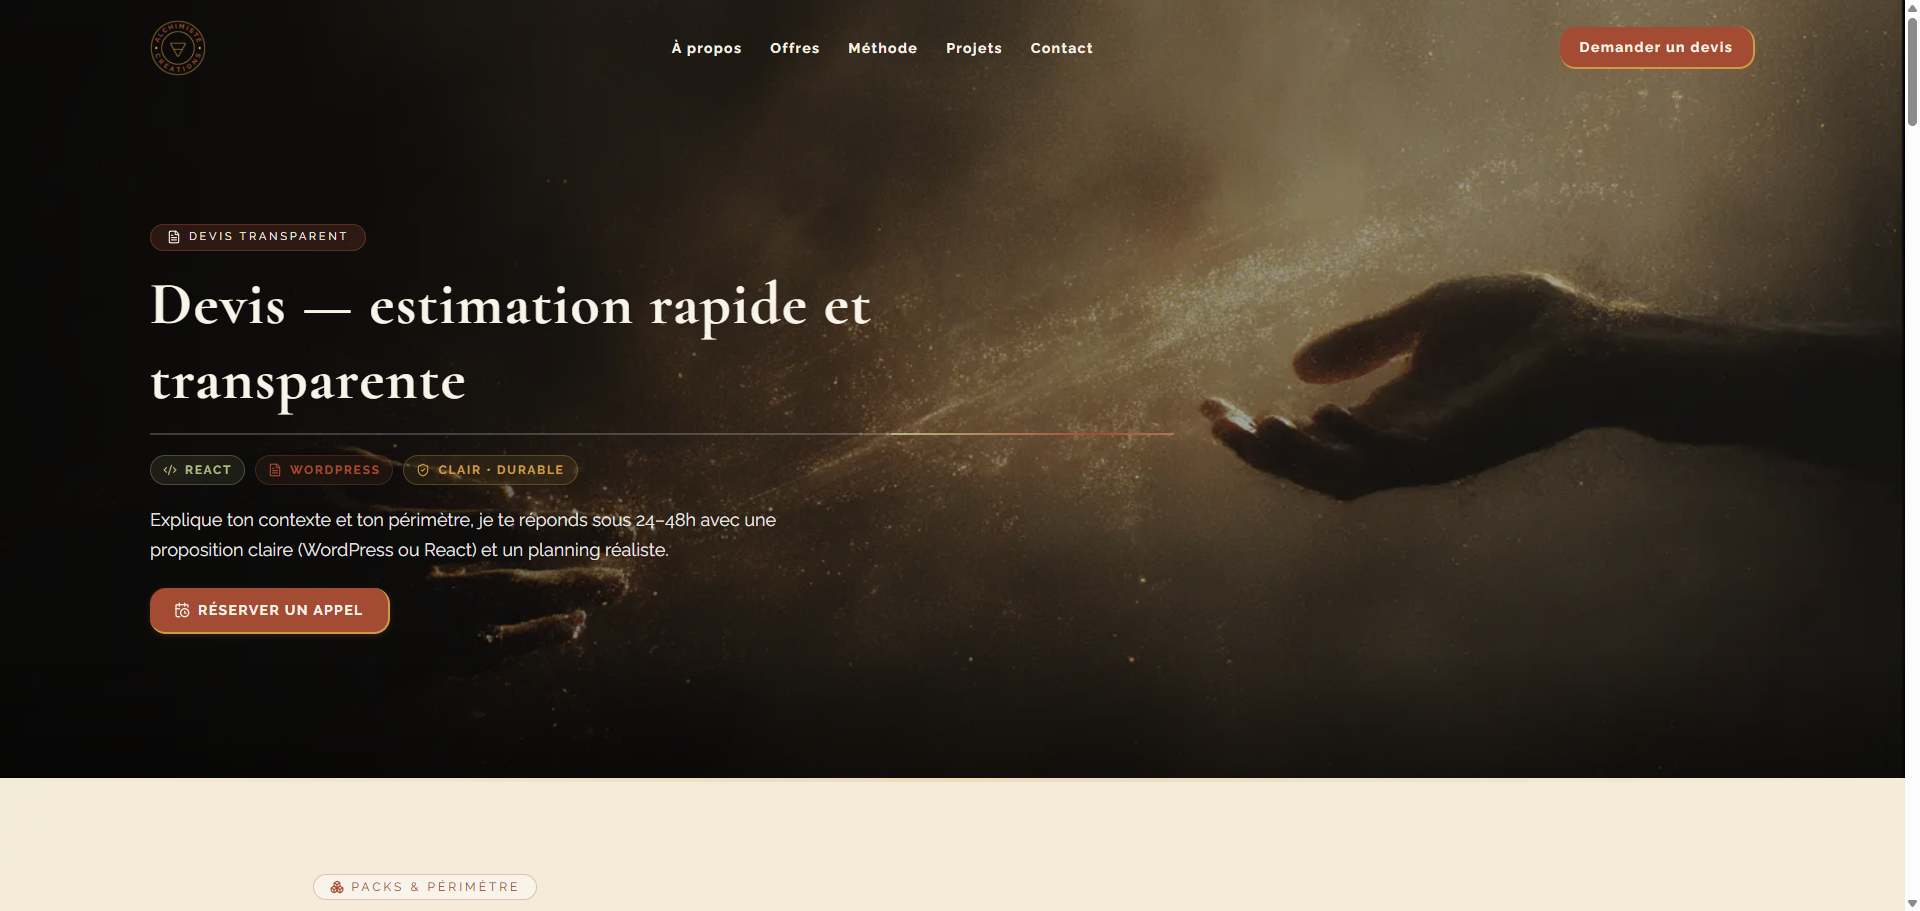 ALCHIMISTE
CRÉATIONS
À propos
Offres
Méthode
Projets
Contact
Demander un devis
DEVIS TRANSPARENT
Devis — estimation rapide et
transparente
REACT
WORDPRESS
CLAIR • DURABLE
Explique ton contexte et ton périmètre, je te réponds sous 24–48h avec une
proposition claire (WordPress ou React) et un planning réaliste.
RÉSERVER UN APPEL
PACKS & PÉRIMÈTRE